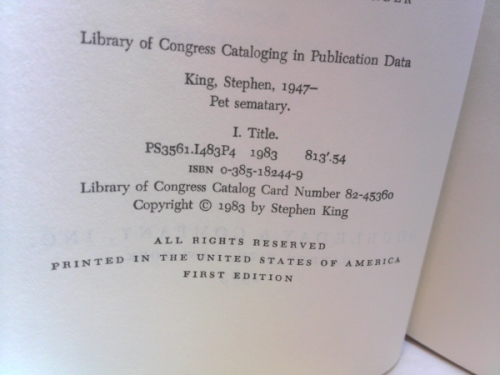 Library of Congress Cataloging in Publication Data
King, Stephen, 1947–
Pet sematary.
I. Title.
PS3561.I483P4 1983 813'.54
ISBN 0-385-18244-9
Library of Congress Catalog Card Number 82-45360
Copyright © 1983 by Stephen King
ALL RIGHTS RESERVED
PRINTED IN THE UNITED STATES OF AMERICA
FIRST EDITION